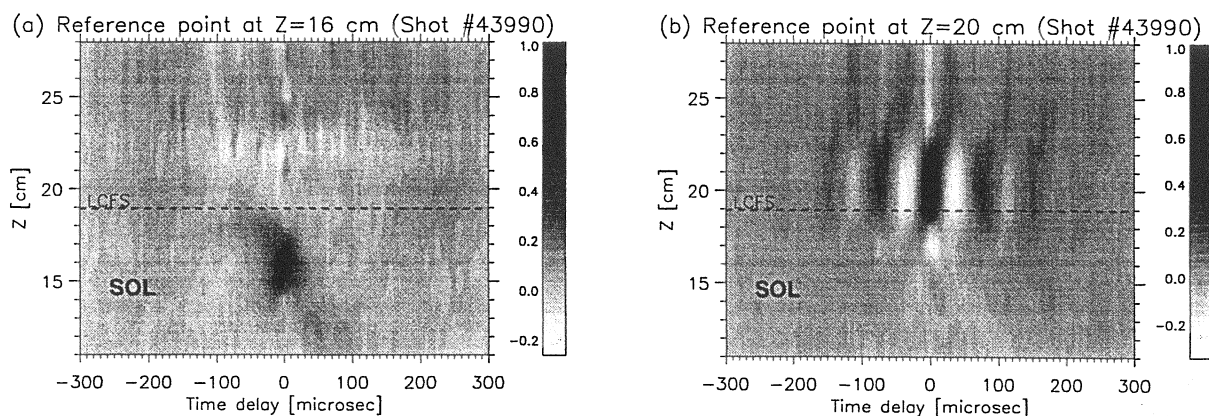 (a) Reference point at Z=16 cm (Shot #43990)
(b) Reference point at Z=20 cm (Shot #43990)
Z [cm]
25
20
15
LCFS
SOL
-300 -200 -100 0 100 200 300
Time delay [microsec]
1.0
0.8
0.6
0.4
0.2
0.0
-0.2
Z [cm]
25
20
15
LCFS
SOL
-300 -200 -100 0 100 200 300
Time delay [microsec]
1.0
0.8
0.6
0.4
0.2
0.0
-0.2